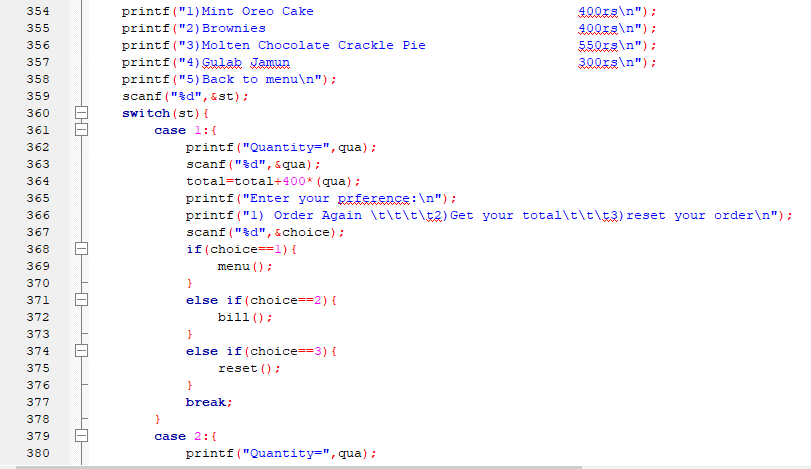 354 printf("1)Mint Oreo Cake 400rs\n");
355 printf("2)Brownies 400rs\n");
356 printf("3)Molten Chocolate Crackle Pie 550rs\n");
357 printf("4)Gulab Jamun 300rs\n");
358 printf("5)Back to menu\n");
359 scanf("%d",&st);
360 switch(st){
361 case 1:{
362 printf("Quantity=",qua);
363 scanf("%d",&qua);
364 total=total+400*(qua);
365 printf("Enter your prference:\n");
366 printf("1) Order Again \t\t\t\t2)Get your total\t\t\t3)reset your order\n");
367 scanf("%d",&choice);
368 if(choice==1){
369 menu();
370 }
371 else if(choice==2){
372 bill();
373 }
374 else if(choice==3){
375 reset();
376 }
377 break;
378 }
379 case 2:{
380 printf("Quantity=",qua);